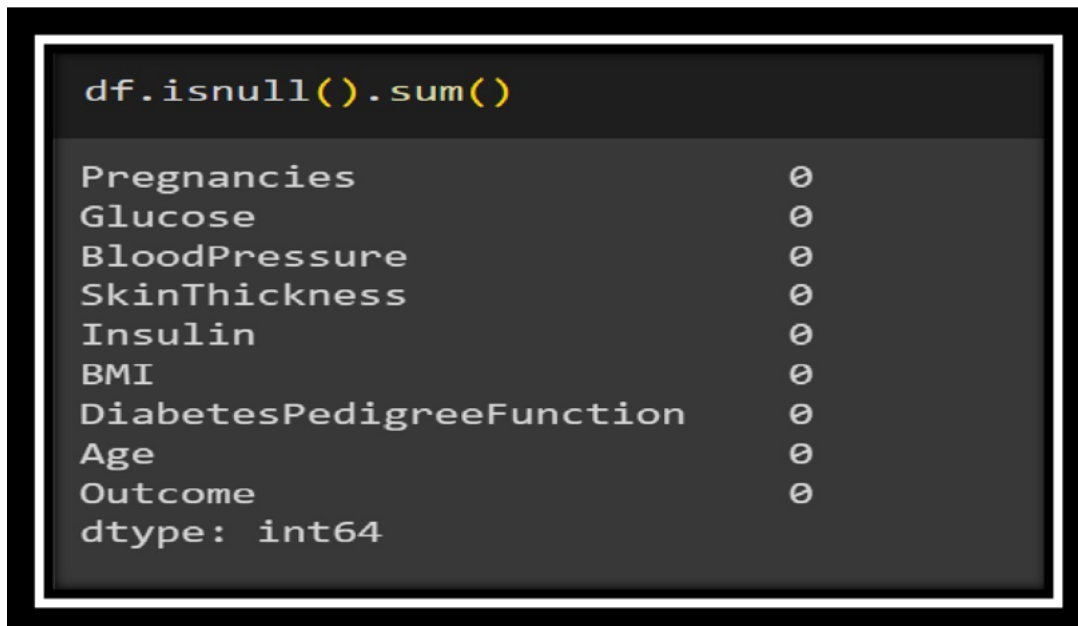 df.isnull().sum()
Pregnancies 0
Glucose 0
BloodPressure 0
SkinThickness 0
Insulin 0
BMI 0
DiabetesPedigreeFunction 0
Age 0
Outcome 0
dtype: int64